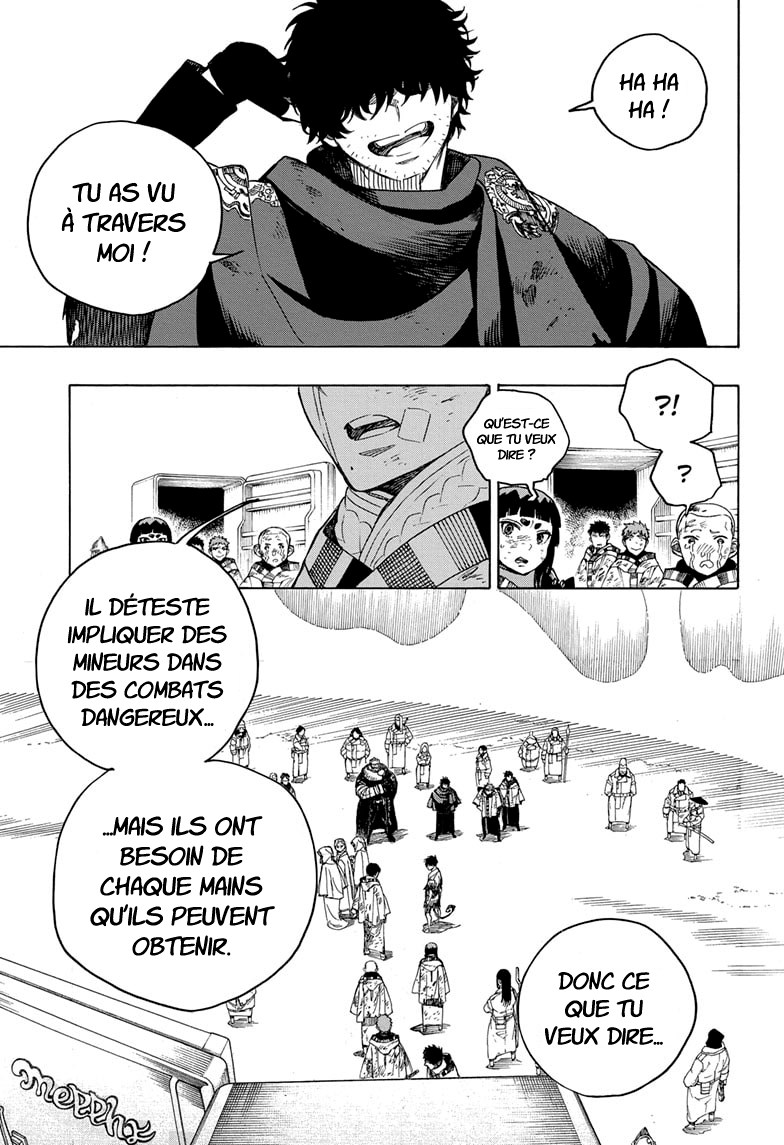 HA HA
HA !
TU AS VU
À TRAVERS
MOI !
?!
?
QU'EST-CE
QUE TU VEUX
DIRE ?
IL DÉTESTE
IMPLIQUER DES
MINEURS DANS
DES COMBATS
DANGEREUX...
...MAIS ILS ONT
BESOIN DE
CHAQUE MAINS
QU'ILS PEUVENT
OBTENIR.
DONC CE
QUE TU
VEUX DIRE...
mepphy